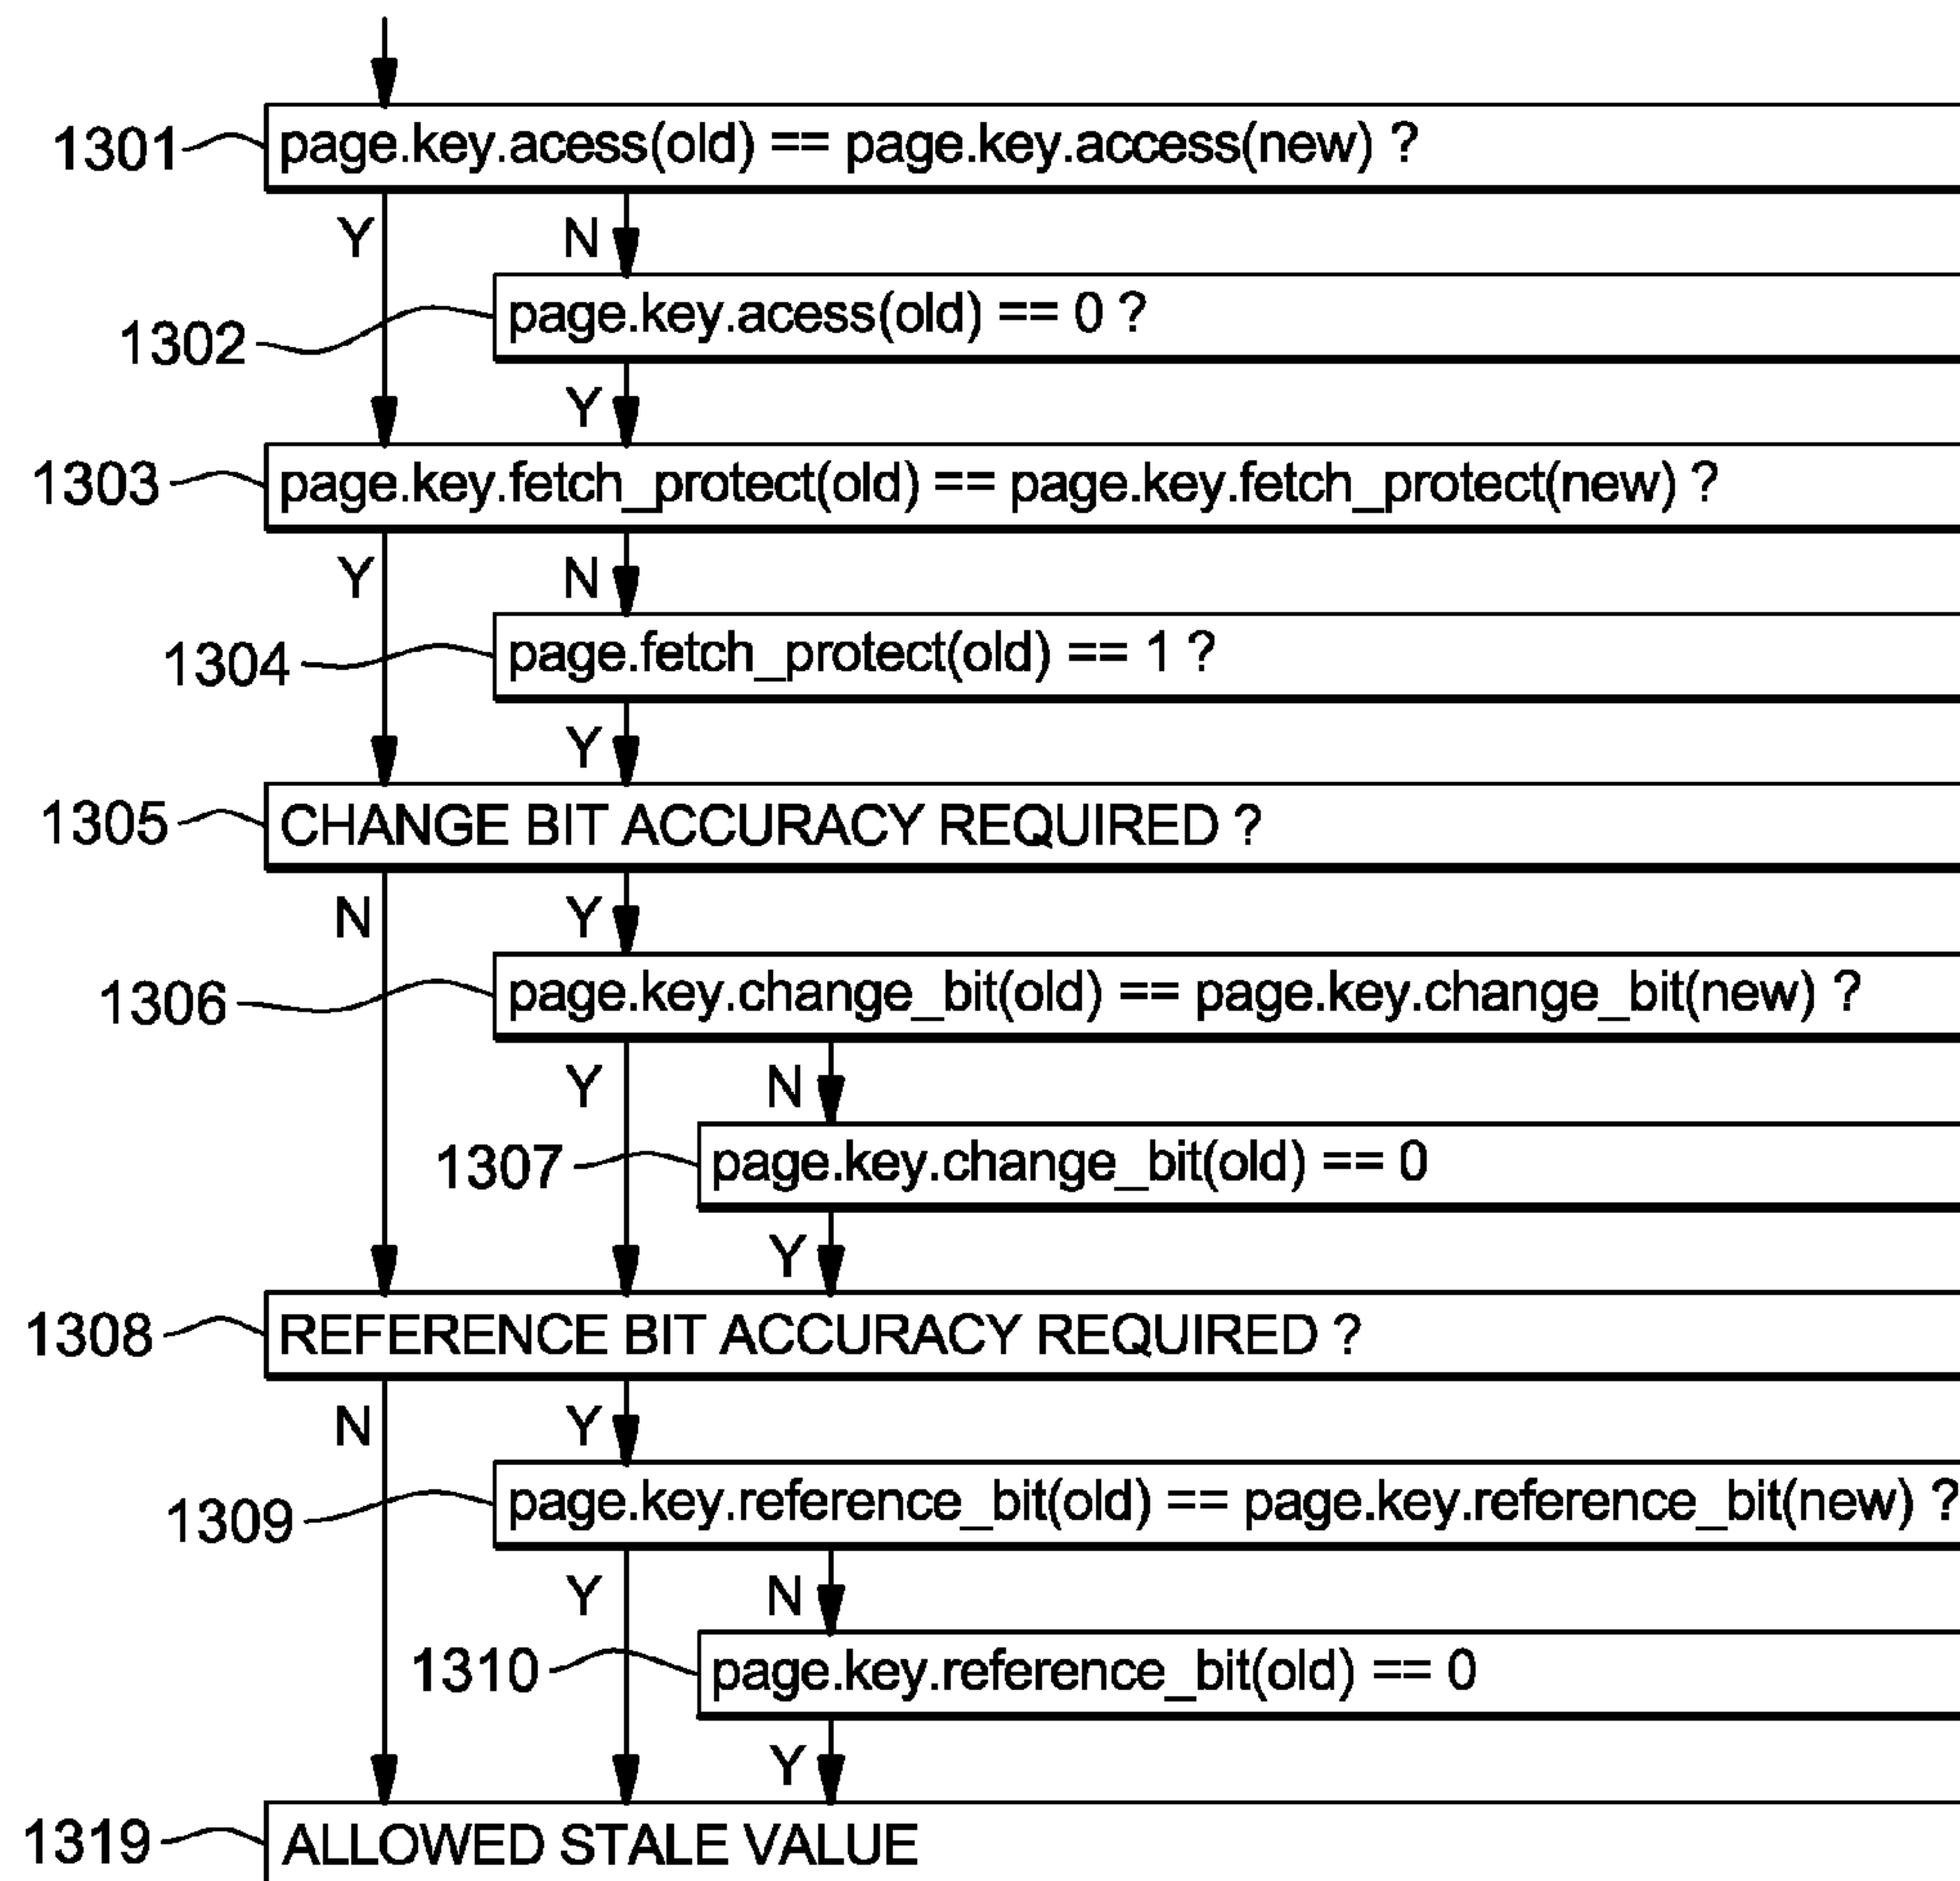 1301 page.key.acess(old) == page.key.access(new) ?
Y N
1302 page.key.acess(old) == 0 ?
Y
1303 page.key.fetch_protect(old) == page.key.fetch_protect(new) ?
Y N
1304 page.fetch_protect(old) == 1 ?
Y
1305 CHANGE BIT ACCURACY REQUIRED ?
N Y
1306 page.key.change_bit(old) == page.key.change_bit(new) ?
Y N
1307 page.key.change_bit(old) == 0
Y
1308 REFERENCE BIT ACCURACY REQUIRED ?
N Y
1309 page.key.reference_bit(old) == page.key.reference_bit(new) ?
Y N
1310 page.key.reference_bit(old) == 0
Y
1319 ALLOWED STALE VALUE